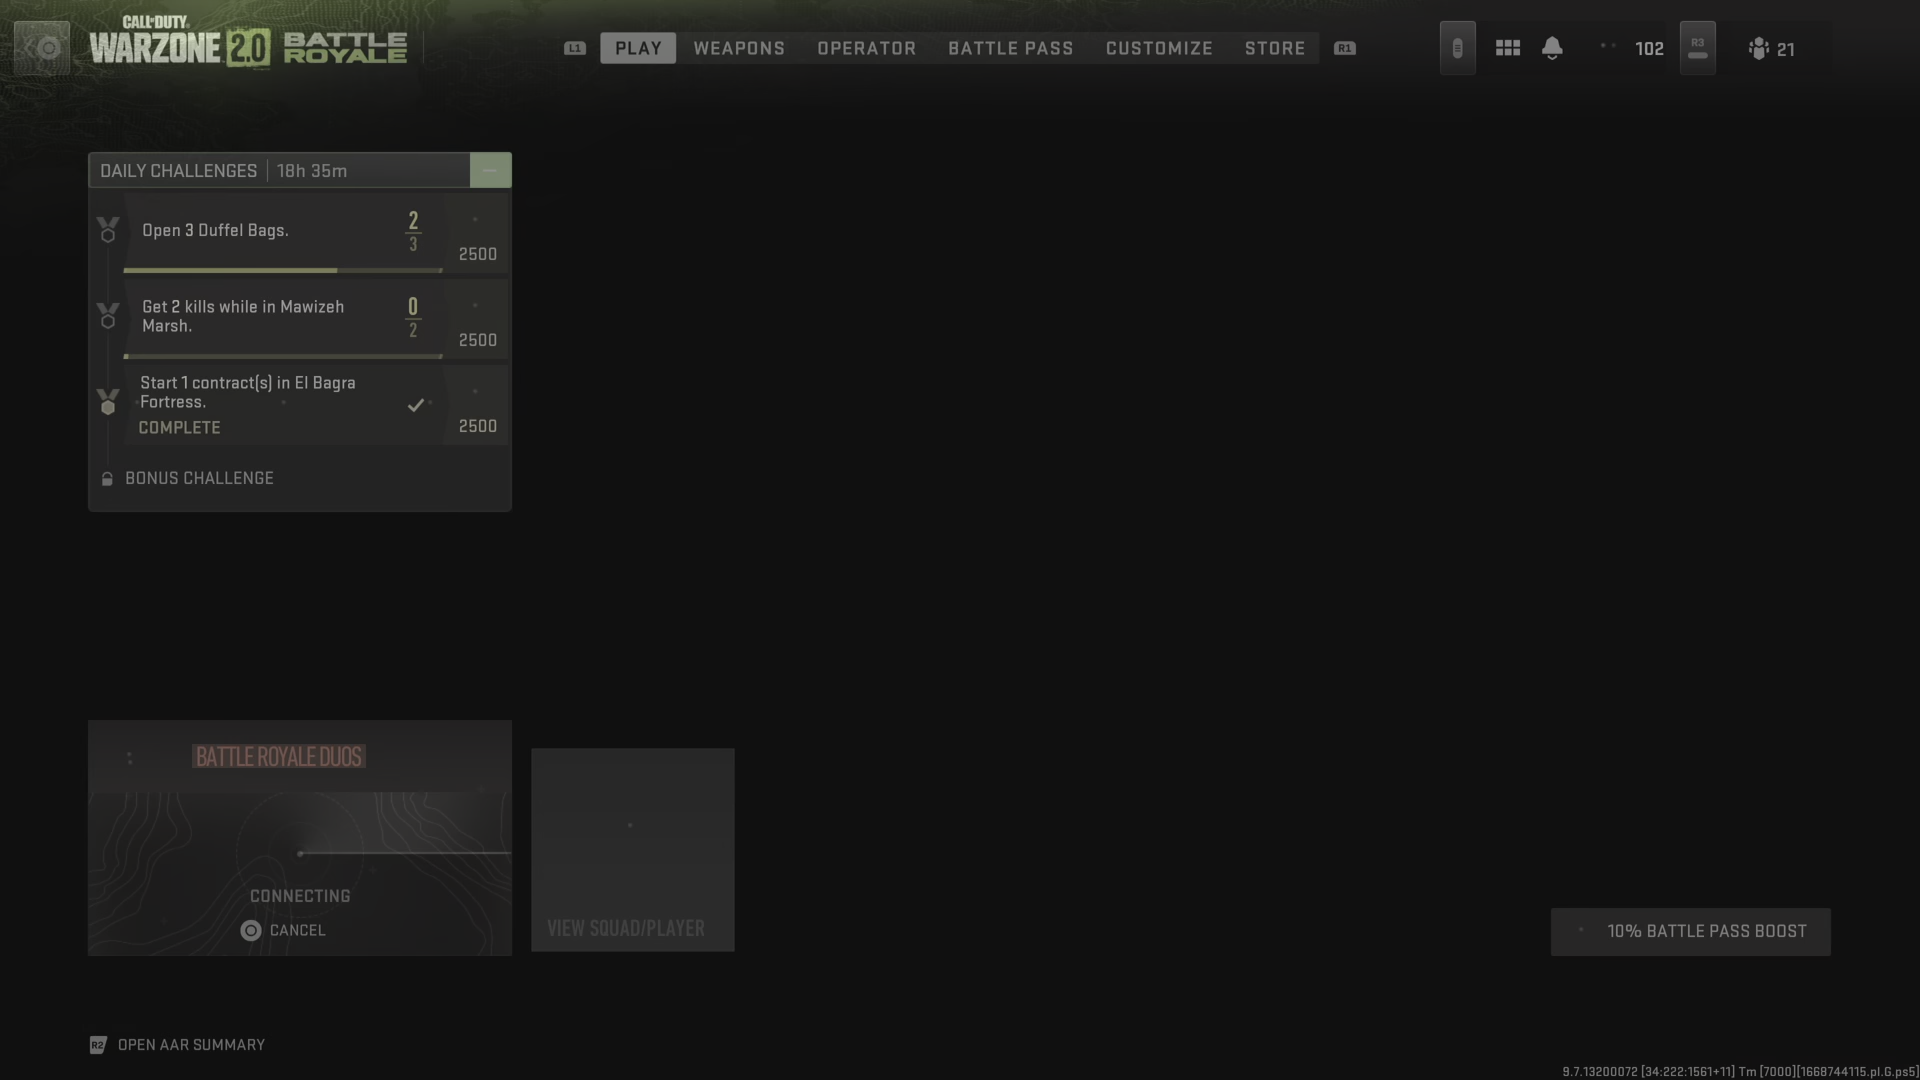 CALL OF DUTY
WARZONE 2.0 BATTLE ROYALE
L1 PLAY WEAPONS OPERATOR BATTLE PASS CUSTOMIZE STORE R1
102 R3 21
DAILY CHALLENGES 18h 35m
Open 3 Duffel Bags.
2
3
2500
Get 2 kills while in Mawizeh
Marsh.
0
2
2500
Start 1 contract(s) in El Bagra
Fortress.
COMPLETE
2500
BONUS CHALLENGE
BATTLE ROYALE DUOS
CONNECTING
CANCEL
VIEW SQUAD/PLAYER
10% BATTLE PASS BOOST
R2 OPEN AAR SUMMARY
9.7.13200072 [34:222:1561+11] Tm [7000][1668744115.pl.G.ps5]